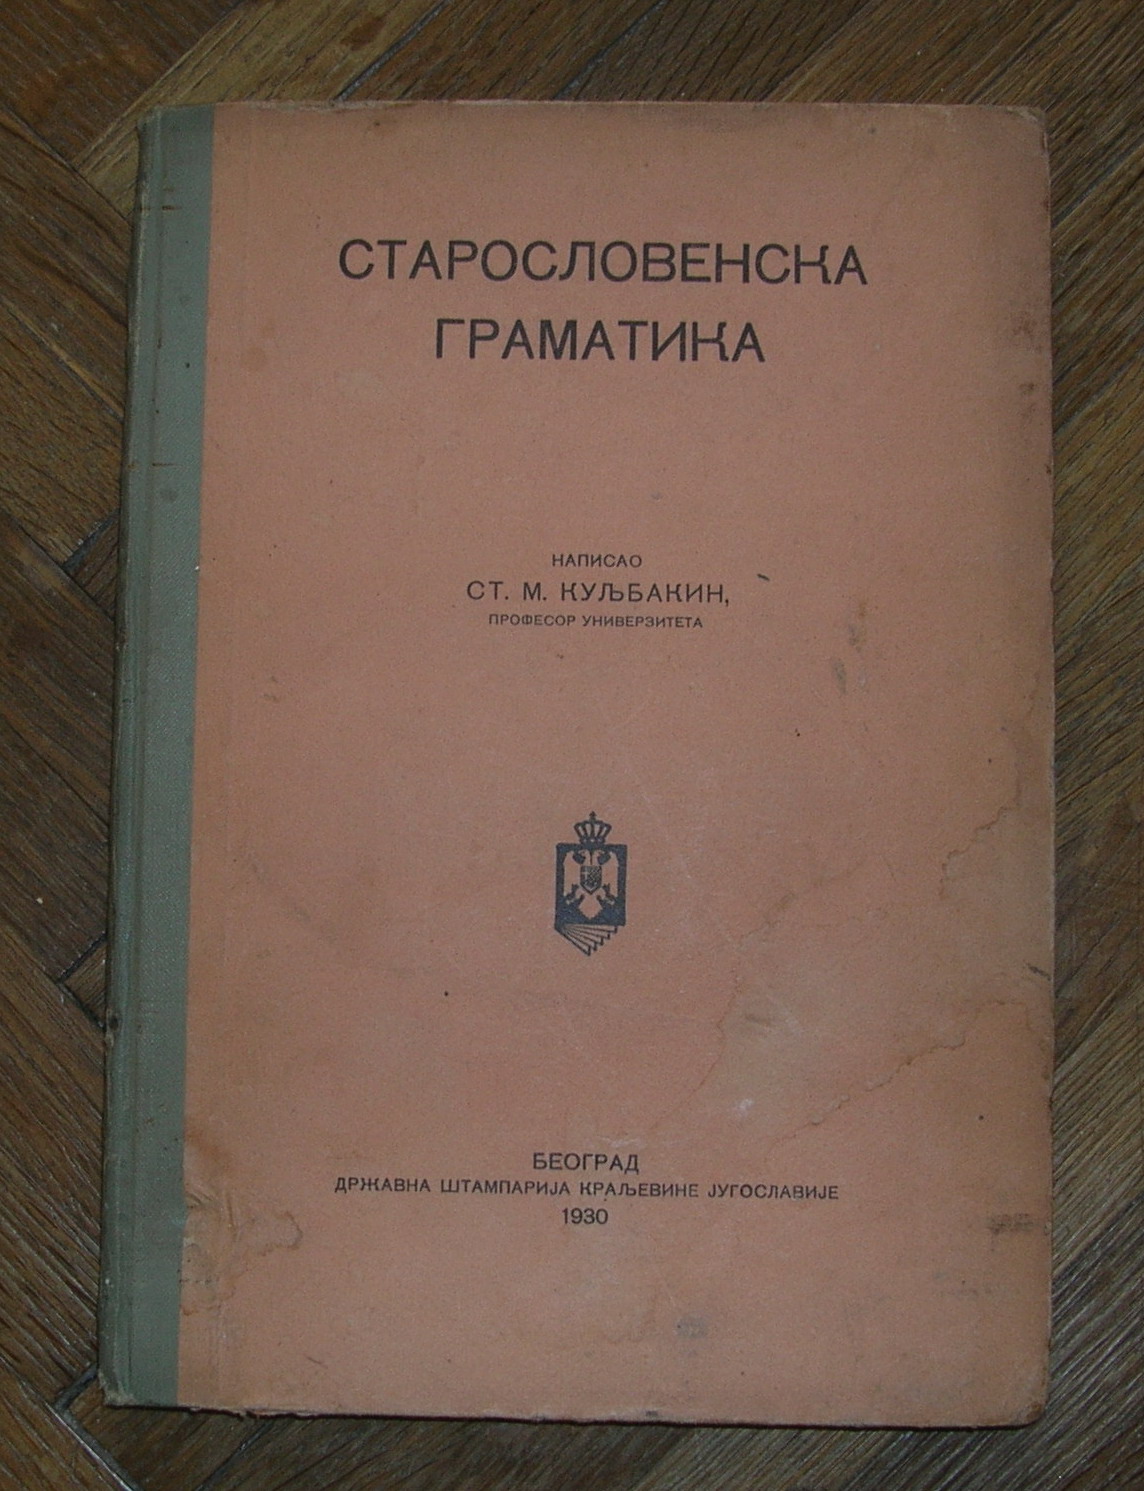 СТАРОСЛОВЕНСКА
ГРАМАТИКА
НАПИСАО
СТ. М. КУЉБАКИН,
ПРОФЕСОР УНИВЕРЗИТЕТА
БЕОГРАД
ДРЖАВНА ШТАМПАРИЈА КРАЉЕВИНЕ ЈУГОСЛАВИЈЕ
1930